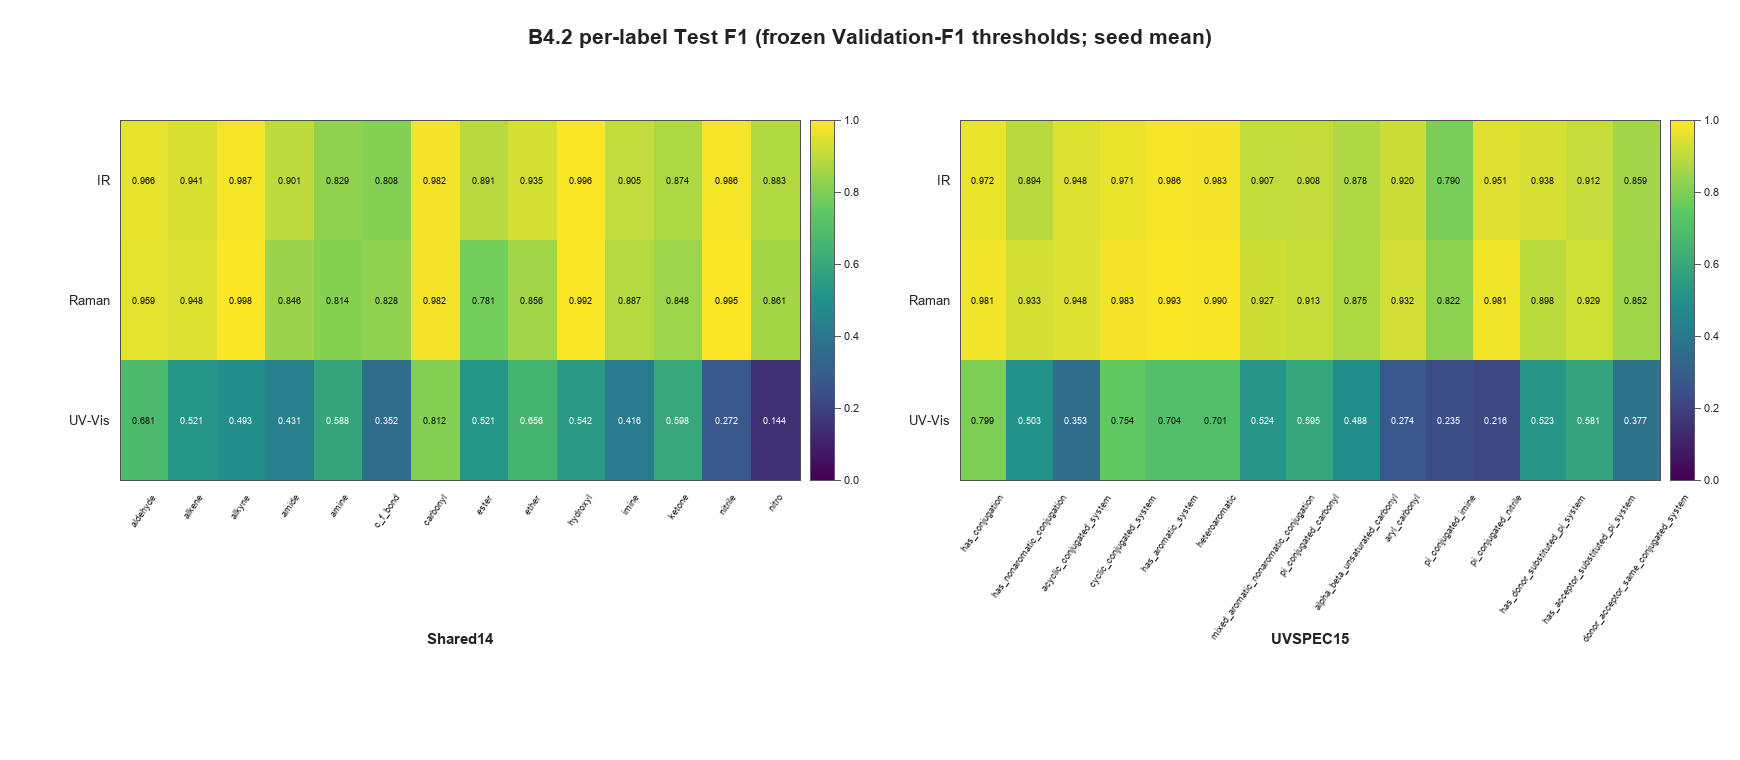 B4.2 per-label Test F1 (frozen Validation-F1 thresholds; seed mean)
IR 0.966 0.941 0.987 0.901 0.829 0.808 0.982 0.891 0.935 0.996 0.905 0.874 0.986 0.883
Raman 0.959 0.948 0.998 0.846 0.814 0.828 0.982 0.781 0.856 0.992 0.887 0.848 0.995 0.861
UV-Vis 0.681 0.521 0.493 0.431 0.588 0.352 0.812 0.521 0.656 0.542 0.416 0.598 0.272 0.144
aldehyde
alkene
alkyne
amide
amine
c_f_bond
carbonyl
ester
ether
hydroxyl
imine
ketone
nitrile
nitro
Shared14
1.0
0.8
0.6
0.4
0.2
0.0
IR 0.972 0.894 0.948 0.971 0.986 0.983 0.907 0.908 0.878 0.920 0.790 0.951 0.938 0.912 0.859
Raman 0.981 0.933 0.948 0.983 0.993 0.990 0.927 0.913 0.875 0.932 0.822 0.981 0.898 0.929 0.852
UV-Vis 0.799 0.503 0.353 0.754 0.704 0.701 0.524 0.595 0.488 0.274 0.235 0.216 0.523 0.581 0.377
has_conjugation
has_nonaromatic_conjugation
acyclic_conjugated_system
cyclic_conjugated_system
has_aromatic_system
heteroaromatic
mixed_aromatic_nonaromatic_conjugation
pi_conjugated_carbonyl
alpha_beta_unsaturated_carbonyl
aryl_carbonyl
pi_conjugated_imine
pi_conjugated_nitrile
has_donor_substituted_pi_system
has_acceptor_substituted_pi_system
donor_acceptor_same_conjugated_system
UVSPEC15
1.0
0.8
0.6
0.4
0.2
0.0